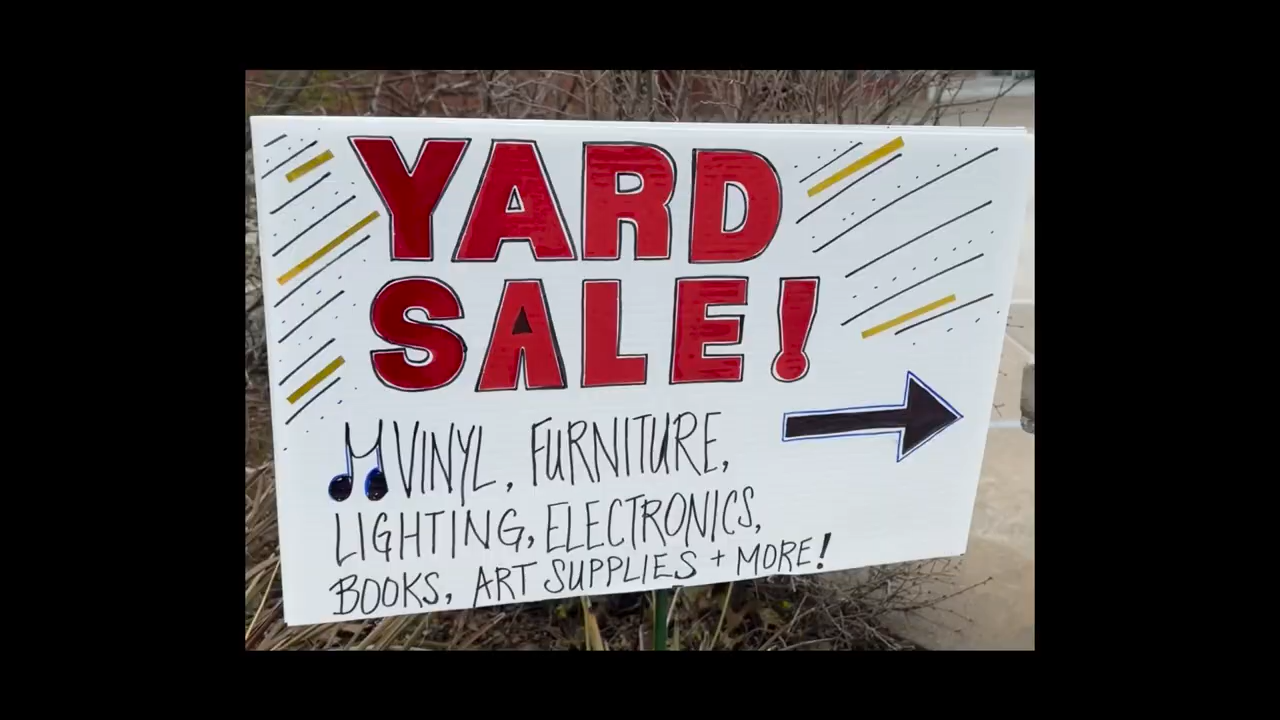 YARD
SALE!
VINYL, FURNITURE,
LIGHTING, ELECTRONICS,
BOOKS, ART SUPPLIES + MORE!